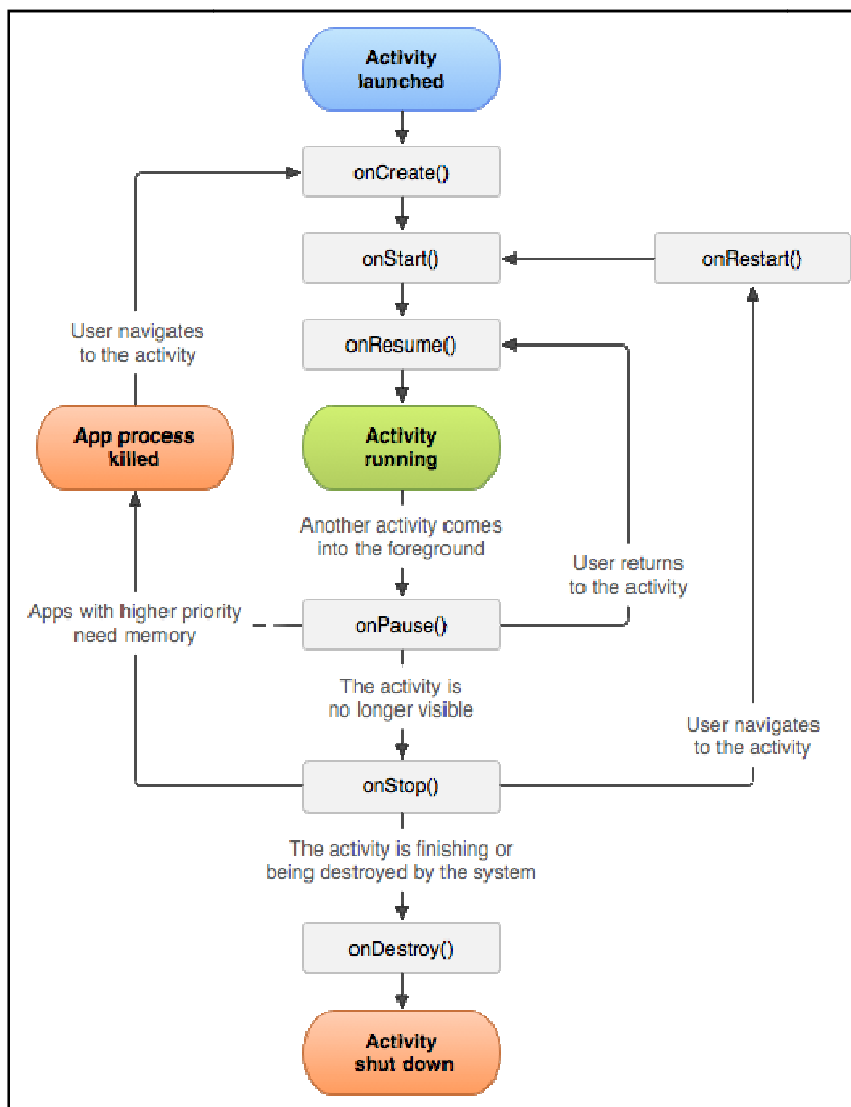 Activity
launched
onCreate()
onStart()
onRestart()
User navigates
to the activity
onResume()
App process
killed
Activity
running
Another activity comes
into the foreground
User returns
to the activity
Apps with higher priority
need memory
onPause()
The activity is
no longer visible
User navigates
to the activity
onStop()
The activity is finishing or
being destroyed by the system
onDestroy()
Activity
shut down